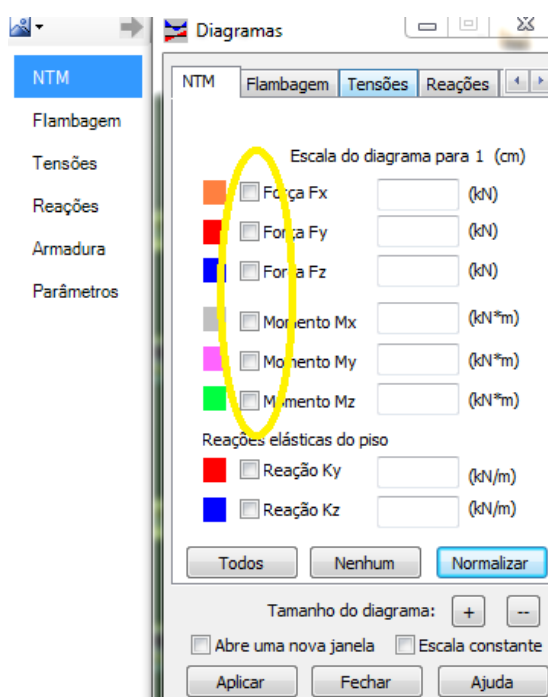 Diagramas
NTM
Flambagem
Tensões
Reações
Armadura
Parâmetros
NTM Flambagem Tensões Reações
Escala do diagrama para 1 (cm)
Força Fx (kN)
Força Fy (kN)
Força Fz (kN)
Momento Mx (kN*m)
Momento My (kN*m)
Momento Mz (kN*m)
Reações elásticas do piso
Reação Ky (kN/m)
Reação Kz (kN/m)
Todos Nenhum Normalizar
Tamanho do diagrama: + --
Abre uma nova janela Escala constante
Aplicar Fechar Ajuda